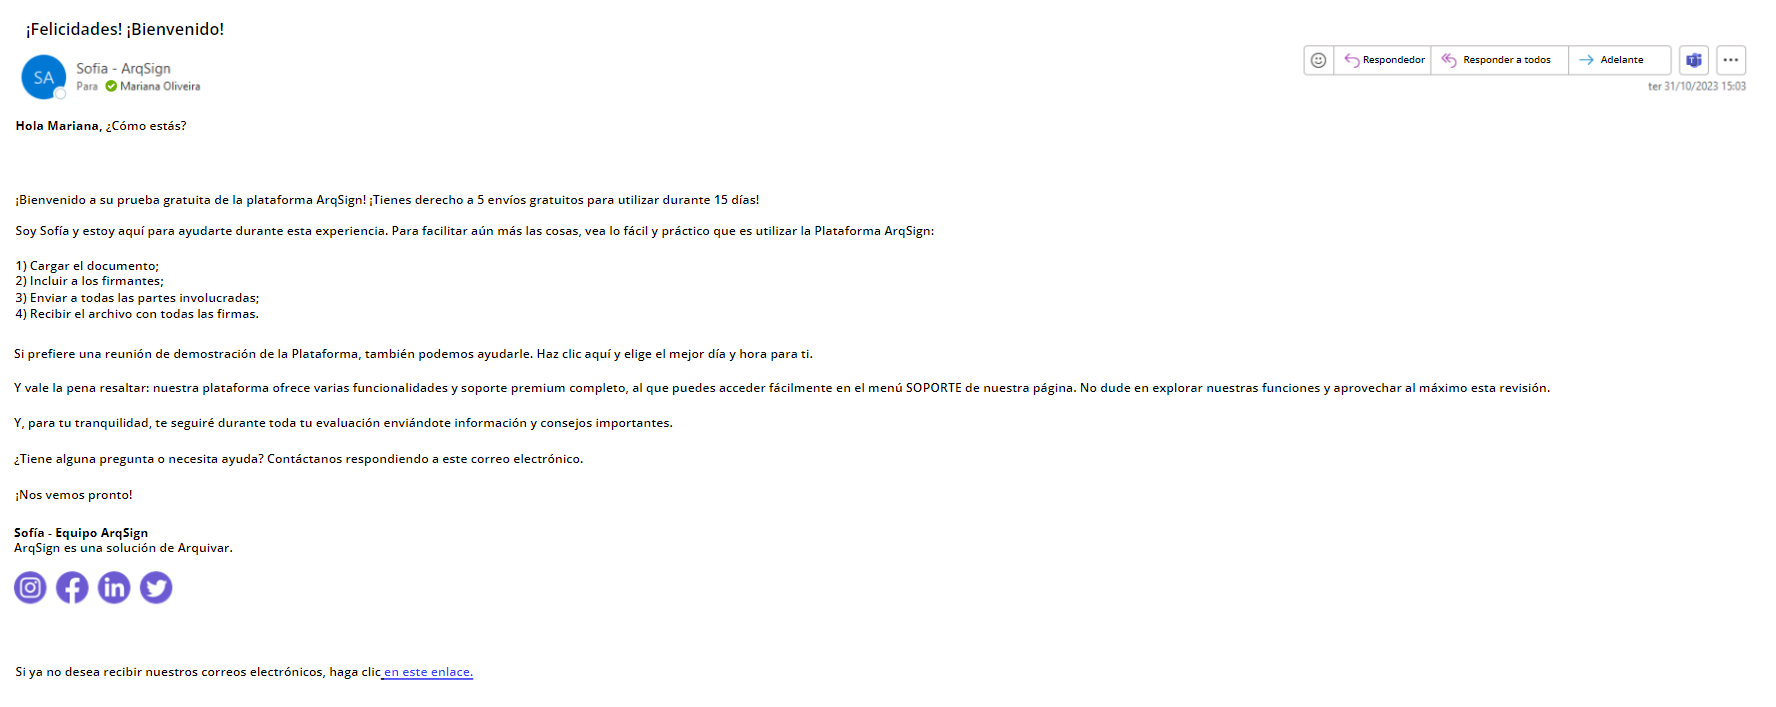 ¡Felicidades! ¡Bienvenido!
SA
Sofia - ArqSign
Para Mariana Oliveira
Respondedor Responder a todos Adelante
ter 31/10/2023 15:03
Hola Mariana, ¿Cómo estás?
¡Bienvenido a su prueba gratuita de la plataforma ArqSign! ¡Tienes derecho a 5 envíos gratuitos para utilizar durante 15 días!
Soy Sofía y estoy aquí para ayudarte durante esta experiencia. Para facilitar aún más las cosas, vea lo fácil y práctico que es utilizar la Plataforma ArqSign:
1) Cargar el documento;
2) Incluir a los firmantes;
3) Enviar a todas las partes involucradas;
4) Recibir el archivo con todas las firmas.
Si prefiere una reunión de demostración de la Plataforma, también podemos ayudarle. Haz clic aquí y elige el mejor día y hora para ti.
Y vale la pena resaltar: nuestra plataforma ofrece varias funcionalidades y soporte premium completo, al que puedes acceder fácilmente en el menú SOPORTE de nuestra página. No dude en explorar nuestras funciones y aprovechar al máximo esta revisión.
Y, para tu tranquilidad, te seguiré durante toda tu evaluación enviándote información y consejos importantes.
¿Tiene alguna pregunta o necesita ayuda? Contáctanos respondiendo a este correo electrónico.
¡Nos vemos pronto!
Sofía - Equipo ArqSign
ArqSign es una solución de Arquivar.
Si ya no desea recibir nuestros correos electrónicos, haga clic en este enlace.